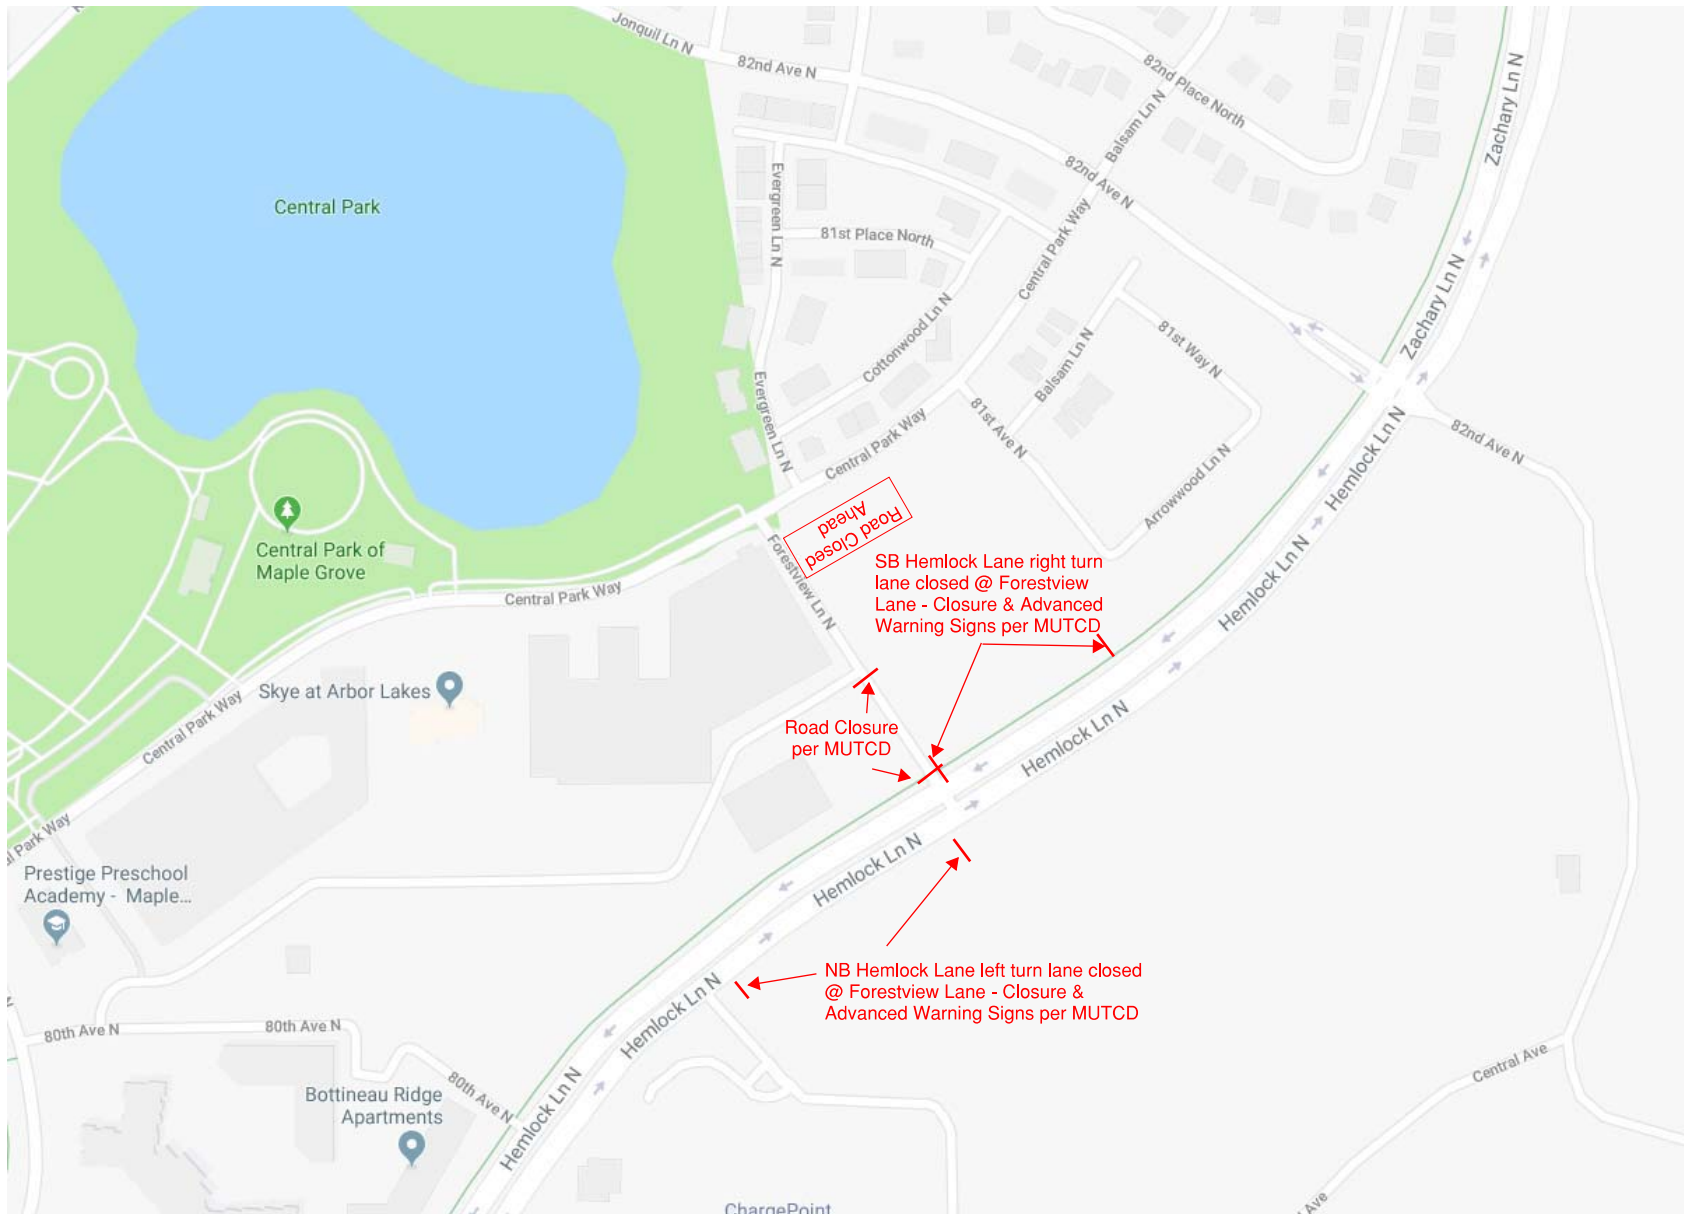 Jonquil Ln N
82nd Ave N
82nd Place North
Balsam Ln N
Zachary Ln N
Central Park
Evergreen Ln N
81st Place North
82nd Ave N
Central Park Way
Cottonwood Ln N
Balsam Ln N
81st Way N
Zachary Ln N
Evergreen Ln N
Central Park Way
81st Ave N
Arrowwood Ln N
Hemlock Ln N
82nd Ave N
Road Closed
Ahead
Central Park of
Maple Grove
Forestview Ln N
Central Park Way
SB Hemlock Lane right turn
lane closed @ Forestview
Lane - Closure & Advanced
Warning Signs per MUTCD
Hemlock Ln N
Skye at Arbor Lakes
Central Park Way
Road Closure
per MUTCD
Hemlock Ln N
Park Way
Prestige Preschool
Academy - Maple...
Hemlock Ln N
NB Hemlock Lane left turn lane closed
@ Forestview Lane - Closure &
Advanced Warning Signs per MUTCD
Hemlock Ln N
80th Ave N
80th Ave N
80th Ave N
Bottineau Ridge
Apartments
Hemlock Ln N
Central Ave
Ave
ChargePoint